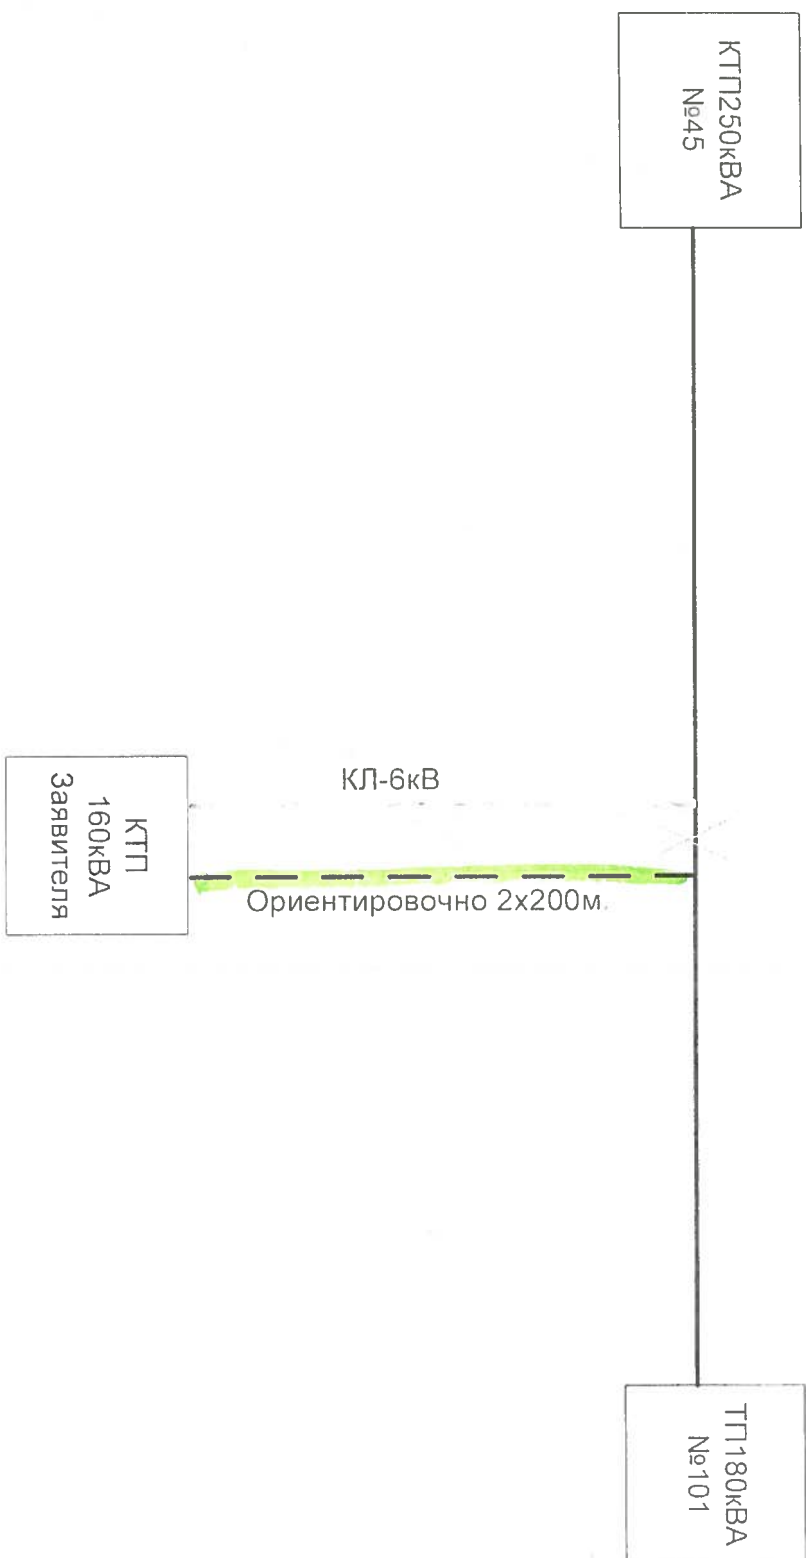 КТП250кВА
№45
КЛ-6кВ
КТП
160кВА
Заявителя
Ориентировочно 2х200м.
ТП180кВА
№101